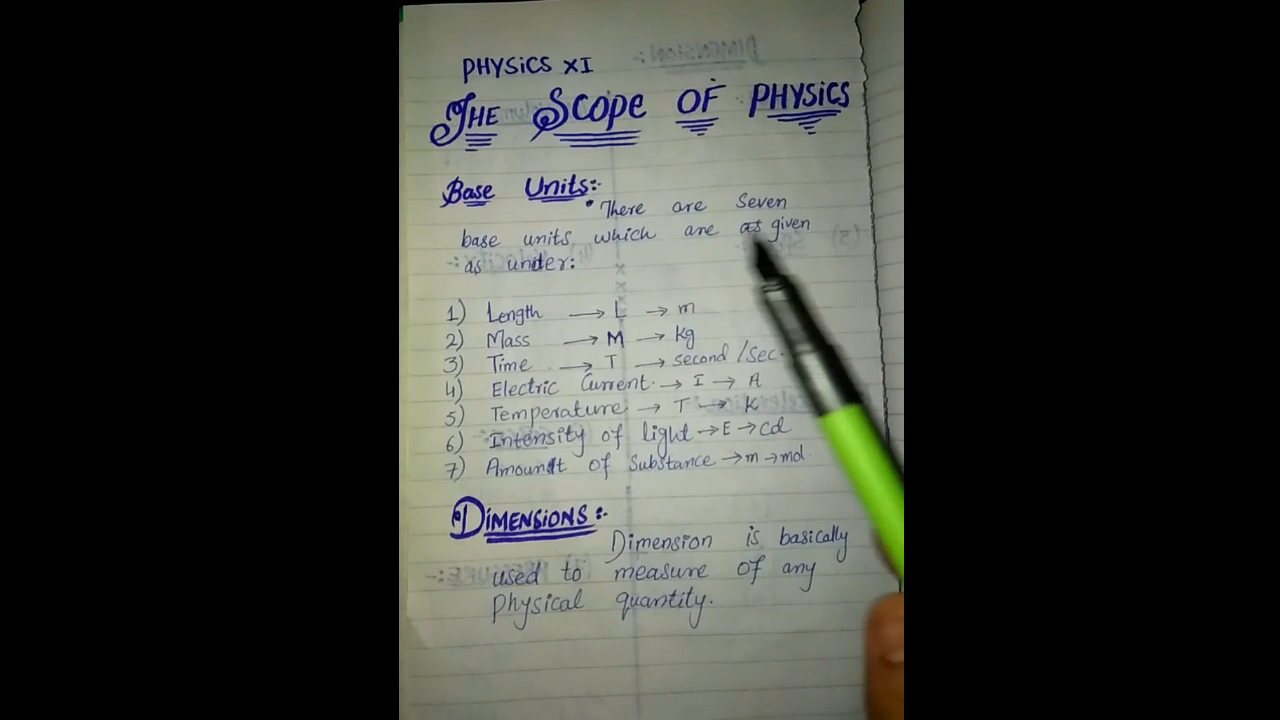 PHYSICS XI
THE SCOPE OF PHYSICS
Base Units:-
There are seven
base units which are as given
as under:
1) Length → L → m
2) Mass → M → kg
3) Time → T → second/sec.
4) Electric Current → I → A
5) Temperature → T → K
6) Intensity of light → E → cd
7) Amount of Substance → m → mol
DIMENSIONS:-
Dimension is basically
used to measure of any
physical quantity.